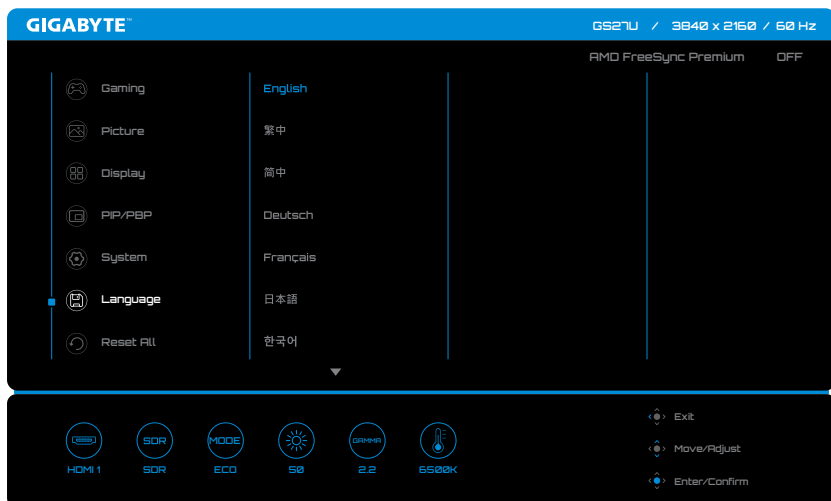 GIGABYTE™
GS27U / 3840 x 2160 / 60 Hz
AMD FreeSync Premium OFF
Gaming
Picture
Display
PIP/PBP
System
Language
Reset All
English
繁中
简中
Deutsch
Français
日本語
한국어
SDR
MODE
GAMMA
HDMI 1
SDR
ECO
50
2.2
6500K
Exit
Move/Adjust
Enter/Confirm